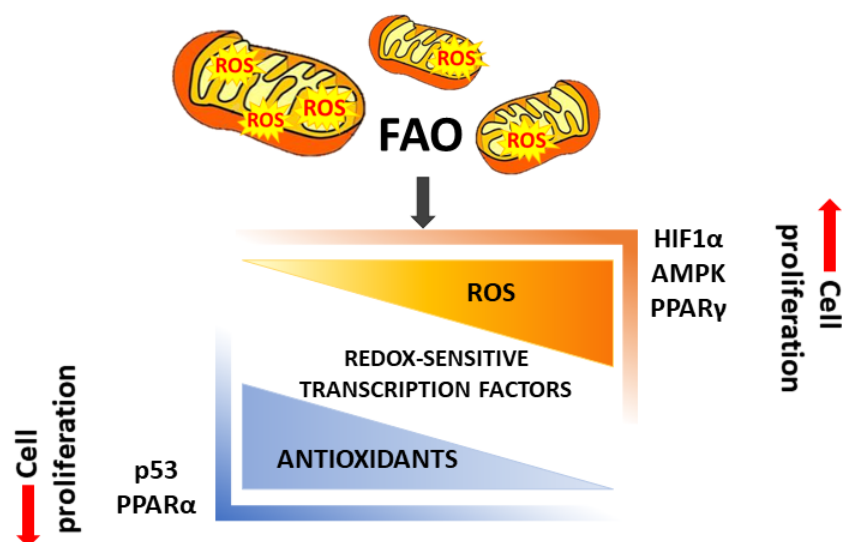 ROS
ROS
ROS
ROS
ROS
FAO
HIF1α
AMPK
PPARγ
Cell
proliferation
ROS
REDOX-SENSITIVE
TRANSCRIPTION FACTORS
ANTIOXIDANTS
p53
PPARα
Cell
proliferation